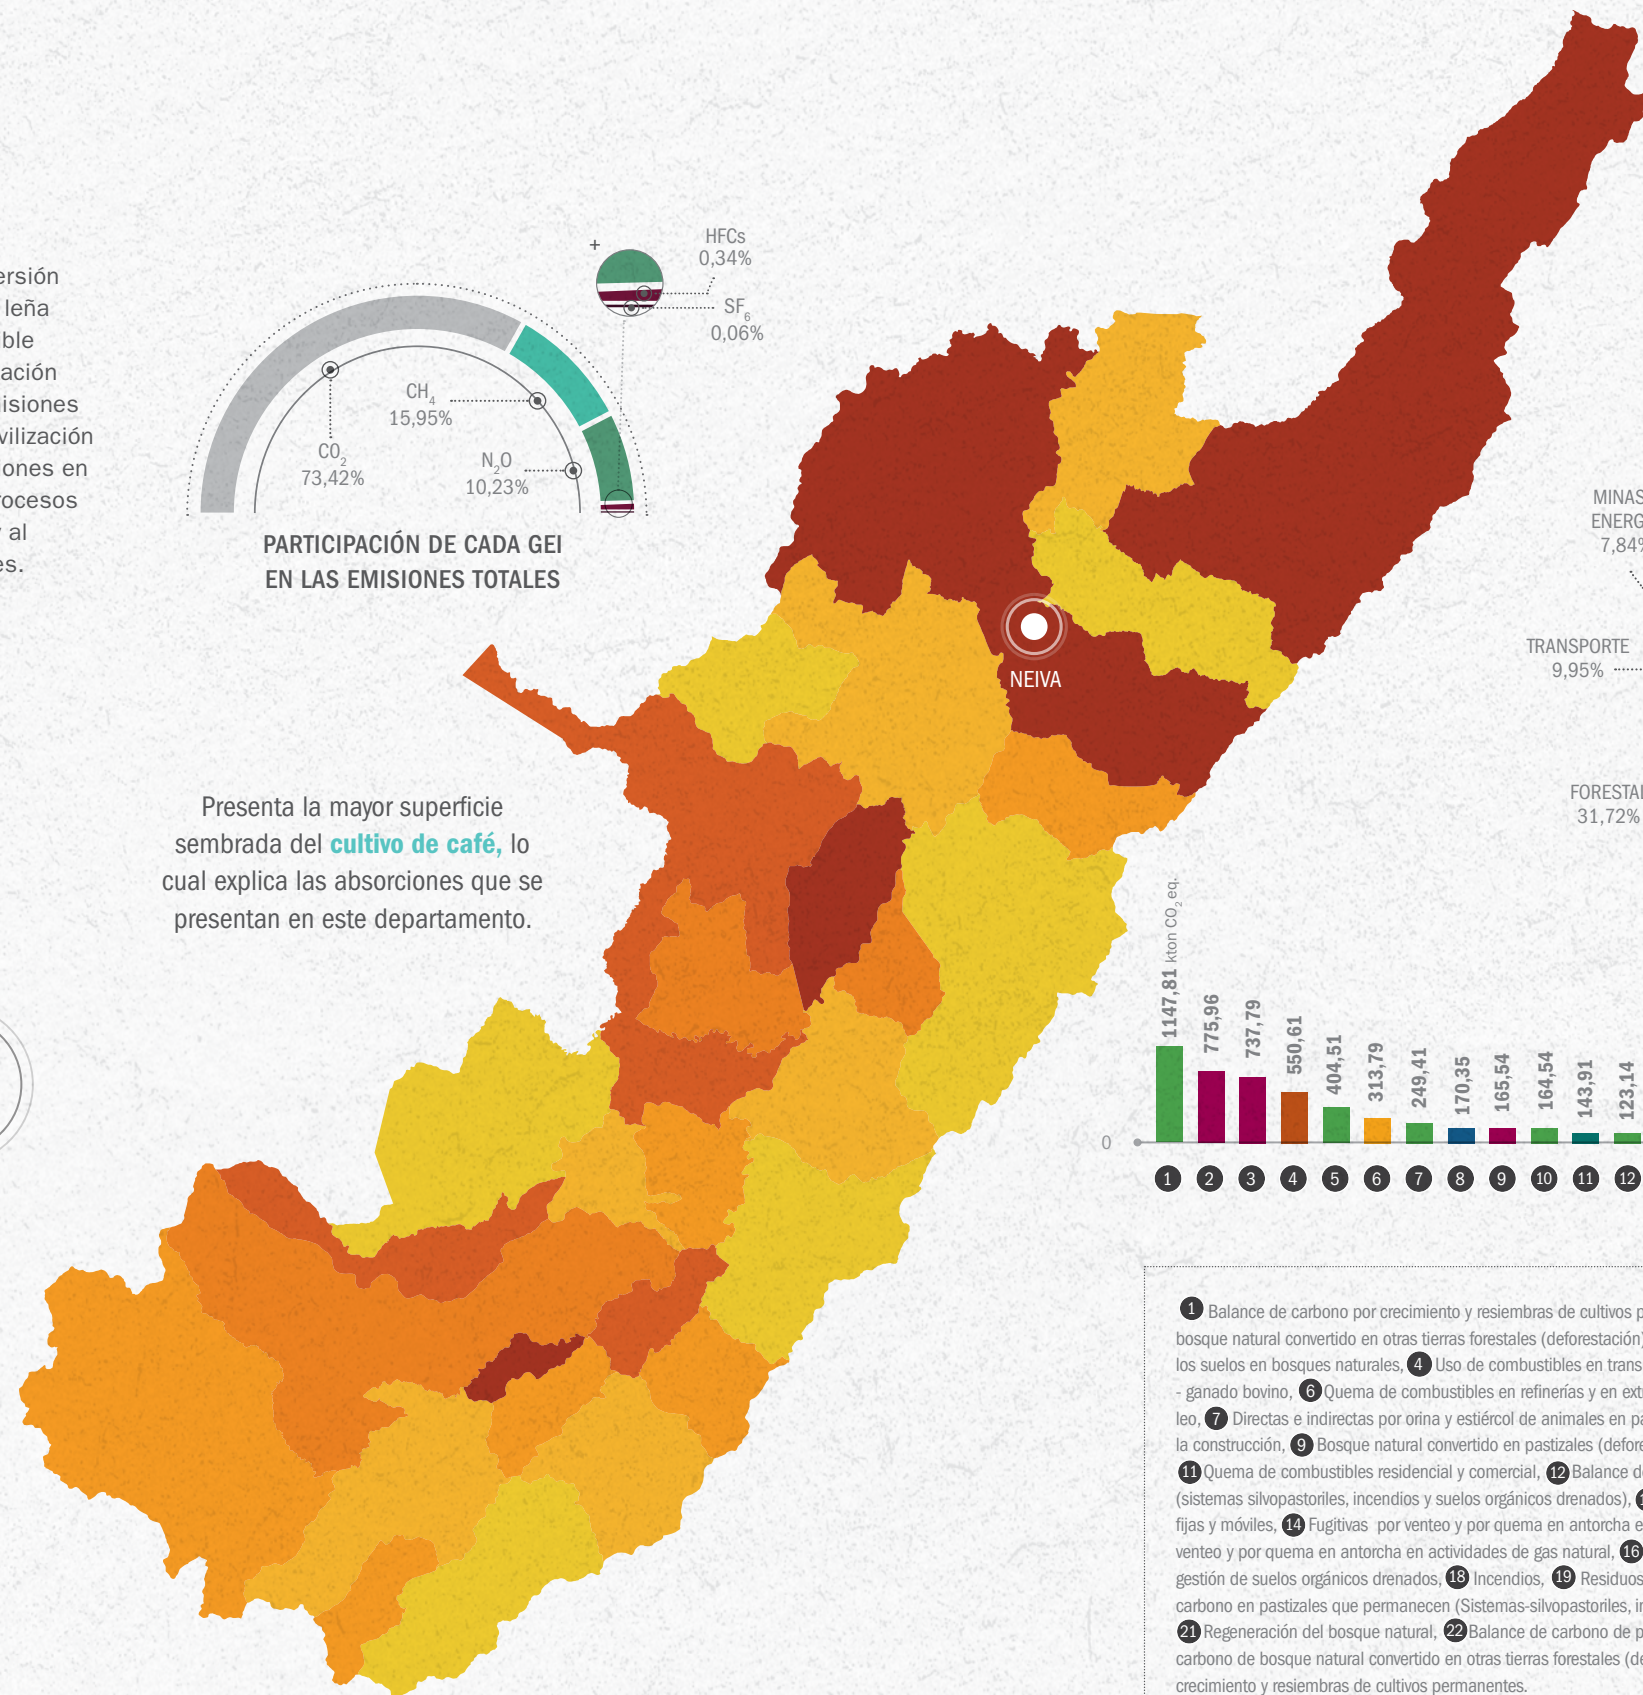 ersión
leña
ble
ación
isiones
vilización
iones en
rocesos
al
es.
+
HFCs
0,34%
SF6
0,06%
CH4
15,95%
CO2
73,42%
N2O
10,23%
PARTICIPACIÓN DE CADA GEI
EN LAS EMISIONES TOTALES
NEIVA
MINAS
ENERG
7,84%
TRANSPORTE
9,95%
FORESTAL
31,72%
Presenta la mayor superficie
sembrada del cultivo de café, lo
cual explica las absorciones que se
presentan en este departamento.
1147,81 kton CO2 eq.
775,96
737,79
550,61
404,51
313,79
249,41
170,35
165,54
164,54
143,91
123,14
0
1 2 3 4 5 6 7 8 9 10 11 12
1 Balance de carbono por crecimiento y resiembras de cultivos p
bosque natural convertido en otras tierras forestales (deforestación)
los suelos en bosques naturales, 4 Uso de combustibles en trans
- ganado bovino, 6 Quema de combustibles en refinerías y en ext
leo, 7 Directas e indirectas por orina y estiércol de animales en pa
la construcción, 9 Bosque natural convertido en pastizales (defore
11 Quema de combustibles residencial y comercial, 12 Balance de
(sistemas silvopastoriles, incendios y suelos orgánicos drenados),
fijas y móviles, 14 Fugitivas por venteo y por quema en antorcha e
venteo y por quema en antorcha en actividades de gas natural, 16
gestión de suelos orgánicos drenados, 18 Incendios, 19 Residuos
carbono en pastizales que permanecen (Sistemas-silvopastoriles, in
21 Regeneración del bosque natural, 22 Balance de carbono de p
carbono de bosque natural convertido en otras tierras forestales (de
crecimiento y resiembras de cultivos permanentes.